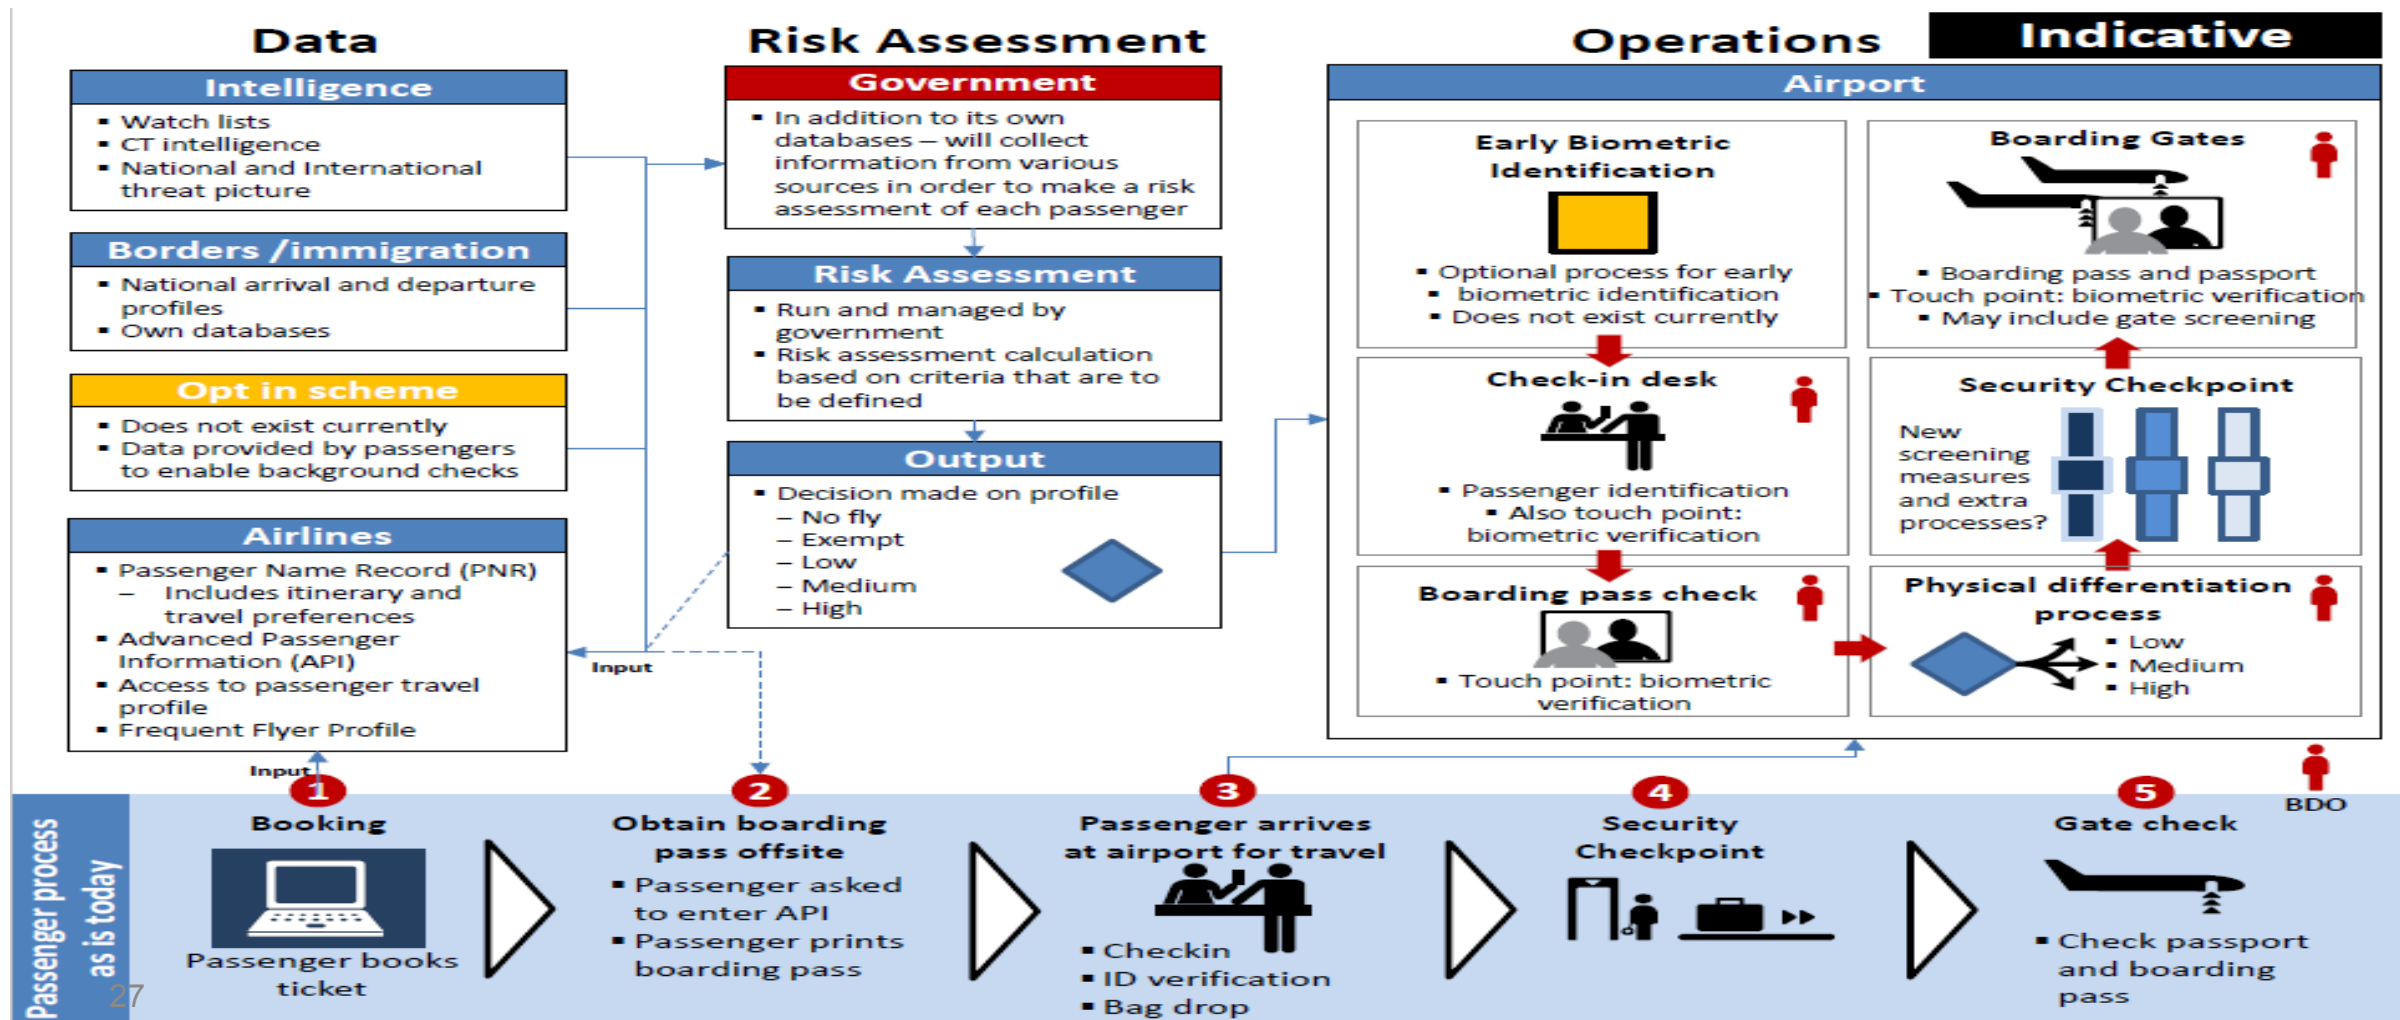 Data
Risk Assessment
Operations
Indicative
Intelligence
▪ Watch lists
▪ CT intelligence
▪ National and International
threat picture
Borders /immigration
▪ National arrival and departure
profiles
▪ Own databases
Opt in scheme
▪ Does not exist currently
▪ Data provided by passengers
to enable background checks
Airlines
▪ Passenger Name Record (PNR)
– Includes itinerary and
travel preferences
▪ Advanced Passenger
Information (API)
▪ Access to passenger travel
profile
▪ Frequent Flyer Profile
Input
Input
Government
▪ In addition to its own
databases – will collect
information from various
sources in order to make a risk
assessment of each passenger
Risk Assessment
▪ Run and managed by
government
▪ Risk assessment calculation
based on criteria that are to
be defined
Output
▪ Decision made on profile
– No fly
– Exempt
– Low
– Medium
– High
Airport
Early Biometric
Identification
▪ Optional process for early
▪ biometric identification
▪ Does not exist currently
Check-in desk
▪ Passenger identification
▪ Also touch point:
biometric verification
Boarding pass check
▪ Touch point: biometric
verification
Boarding Gates
▪ Boarding pass and passport
▪ Touch point: biometric verification
▪ May include gate screening
Security Checkpoint
New
screening
measures
and extra
processes?
Physical differentiation
process
▪ Low
▪ Medium
▪ High
BDO
Passenger process
as is today
27
1
Booking
Passenger books
ticket
2
Obtain boarding
pass offsite
▪ Passenger asked
to enter API
▪ Passenger prints
boarding pass
3
Passenger arrives
at airport for travel
▪ Checkin
▪ ID verification
▪ Bag drop
4
Security
Checkpoint
5
Gate check
▪ Check passport
and boarding
pass